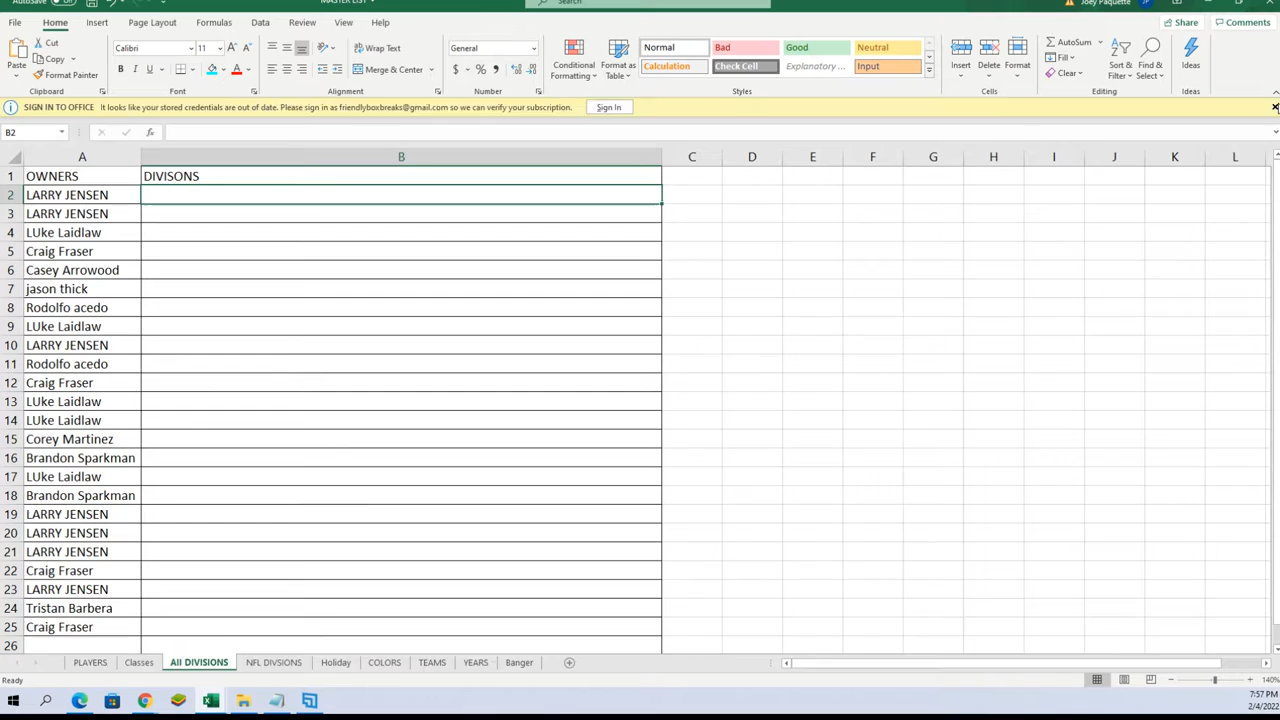 AutoSave Off MASTER LIST Search Joey Paquette JP
File Home Insert Page Layout Formulas Data Review View Help Share Comments
Paste Cut Copy Format Painter Clipboard
Calibri 11 A A B I U A Font
Wrap Text Merge & Center Alignment
General $ % Number
Conditional Formatting Format as Table
Normal Bad Good Neutral
Calculation Check Cell Explanatory ... Input
Styles
Insert Delete Format Cells
AutoSum Fill Clear Sort & Filter Find & Select Editing
Ideas Ideas
SIGN IN TO OFFICE It looks like your stored credentials are out of date. Please sign in as friendlyboxbreaks@gmail.com so we can verify your subscription. Sign In
B2 fx
A B C D E F G H I J K L
1 OWNERS DIVISONS
2 LARRY JENSEN
3 LARRY JENSEN
4 LUke Laidlaw
5 Craig Fraser
6 Casey Arrowood
7 jason thick
8 Rodolfo acedo
9 LUke Laidlaw
10 LARRY JENSEN
11 Rodolfo acedo
12 Craig Fraser
13 LUke Laidlaw
14 LUke Laidlaw
15 Corey Martinez
16 Brandon Sparkman
17 LUke Laidlaw
18 Brandon Sparkman
19 LARRY JENSEN
20 LARRY JENSEN
21 LARRY JENSEN
22 Craig Fraser
23 LARRY JENSEN
24 Tristan Barbera
25 Craig Fraser
26
PLAYERS Classes All DIVISIONS NFL DIVSIONS Holiday COLORS TEAMS YEARS Banger
Ready 140%
7:57 PM
2/4/2022